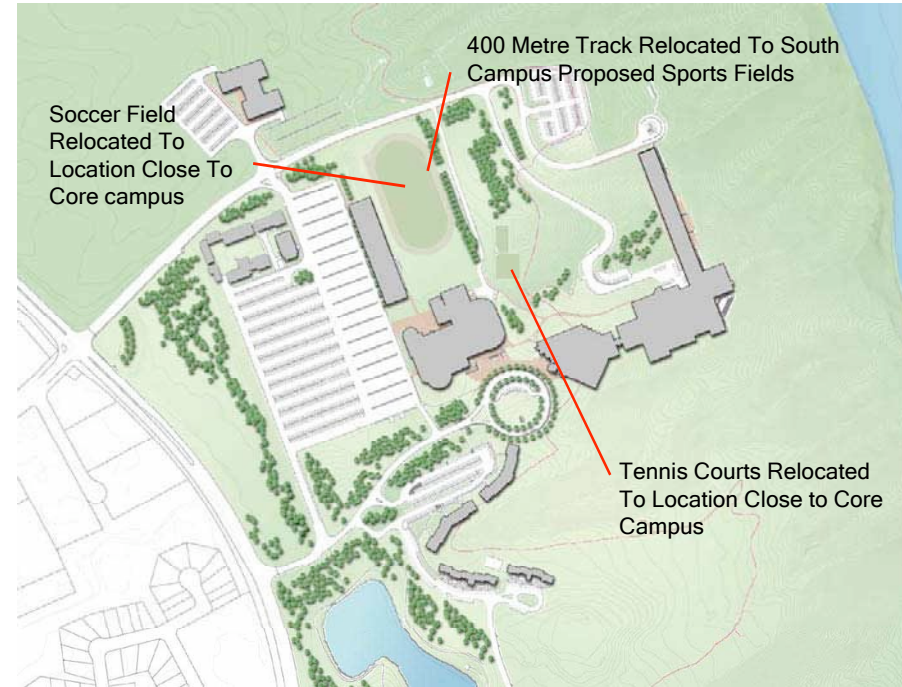 400 Metre Track Relocated To South
Campus Proposed Sports Fields
Soccer Field
Relocated To
Location Close To
Core campus
Tennis Courts Relocated
To Location Close to Core
Campus